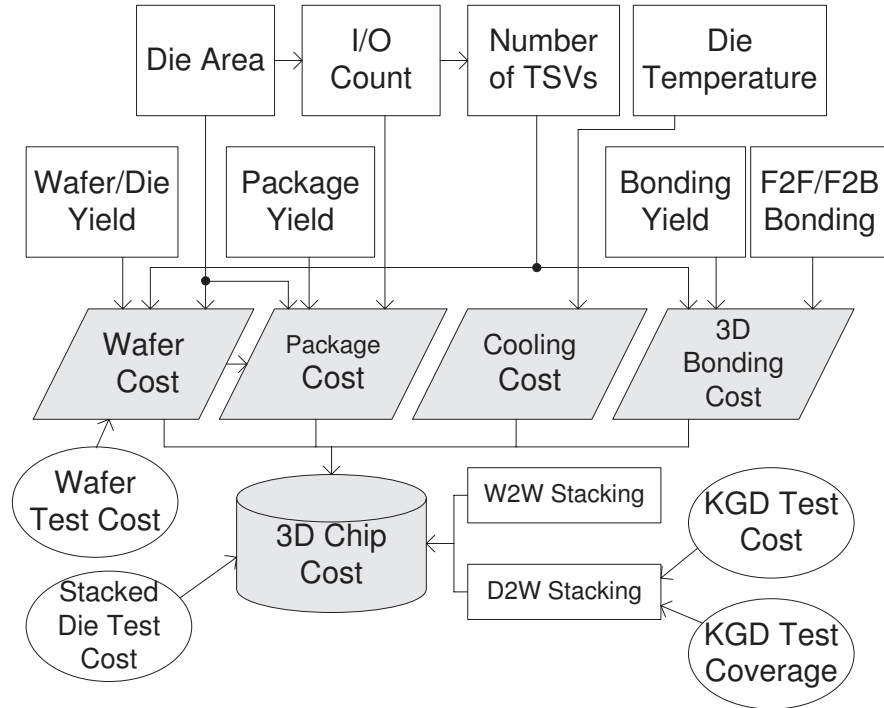 Die Area
I/O
Count
Number
of TSVs
Die
Temperature
Wafer/Die
Yield
Package
Yield
Bonding
Yield
F2F/F2B
Bonding
Wafer
Cost
Package
Cost
Cooling
Cost
3D
Bonding
Cost
Wafer
Test Cost
3D Chip
Cost
W2W Stacking
KGD Test
Cost
Stacked
Die Test
Cost
D2W Stacking
KGD Test
Coverage